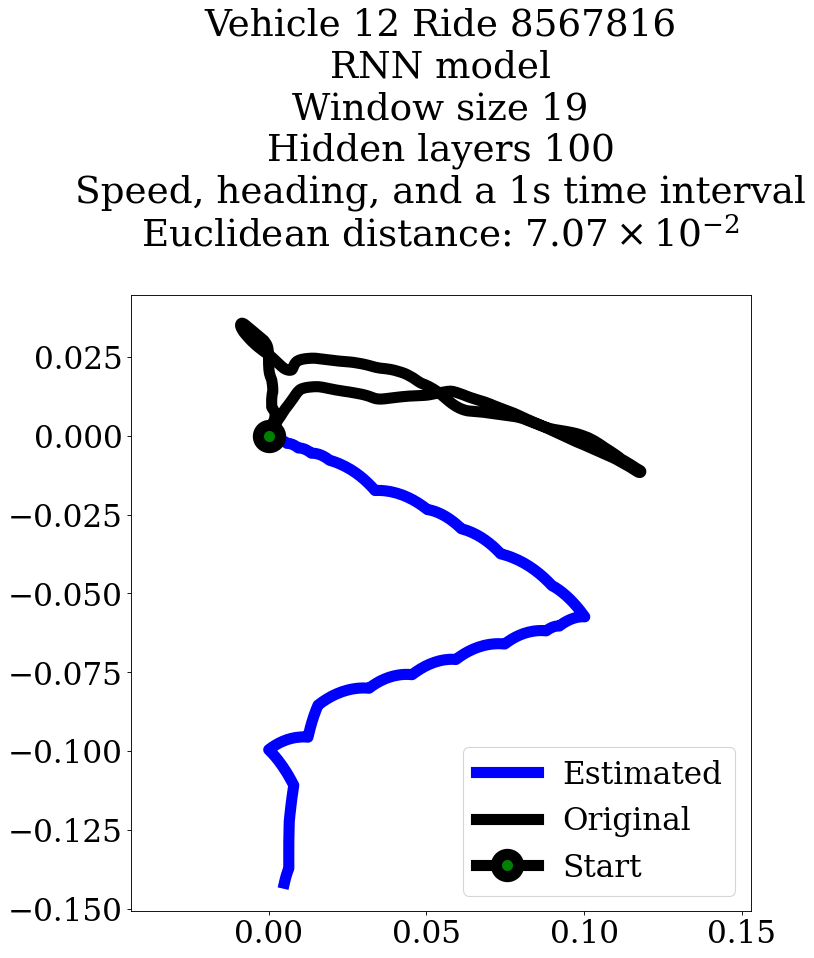 Vehicle 12 Ride 8567816
RNN model
Window size 19
Hidden layers 100
Speed, heading, and a 1s time interval
Euclidean distance: 7.07 × 10⁻²
0.025
0.000
−0.025
−0.050
−0.075
−0.100
−0.125
−0.150
Estimated
Original
Start
0.00 0.05 0.10 0.15